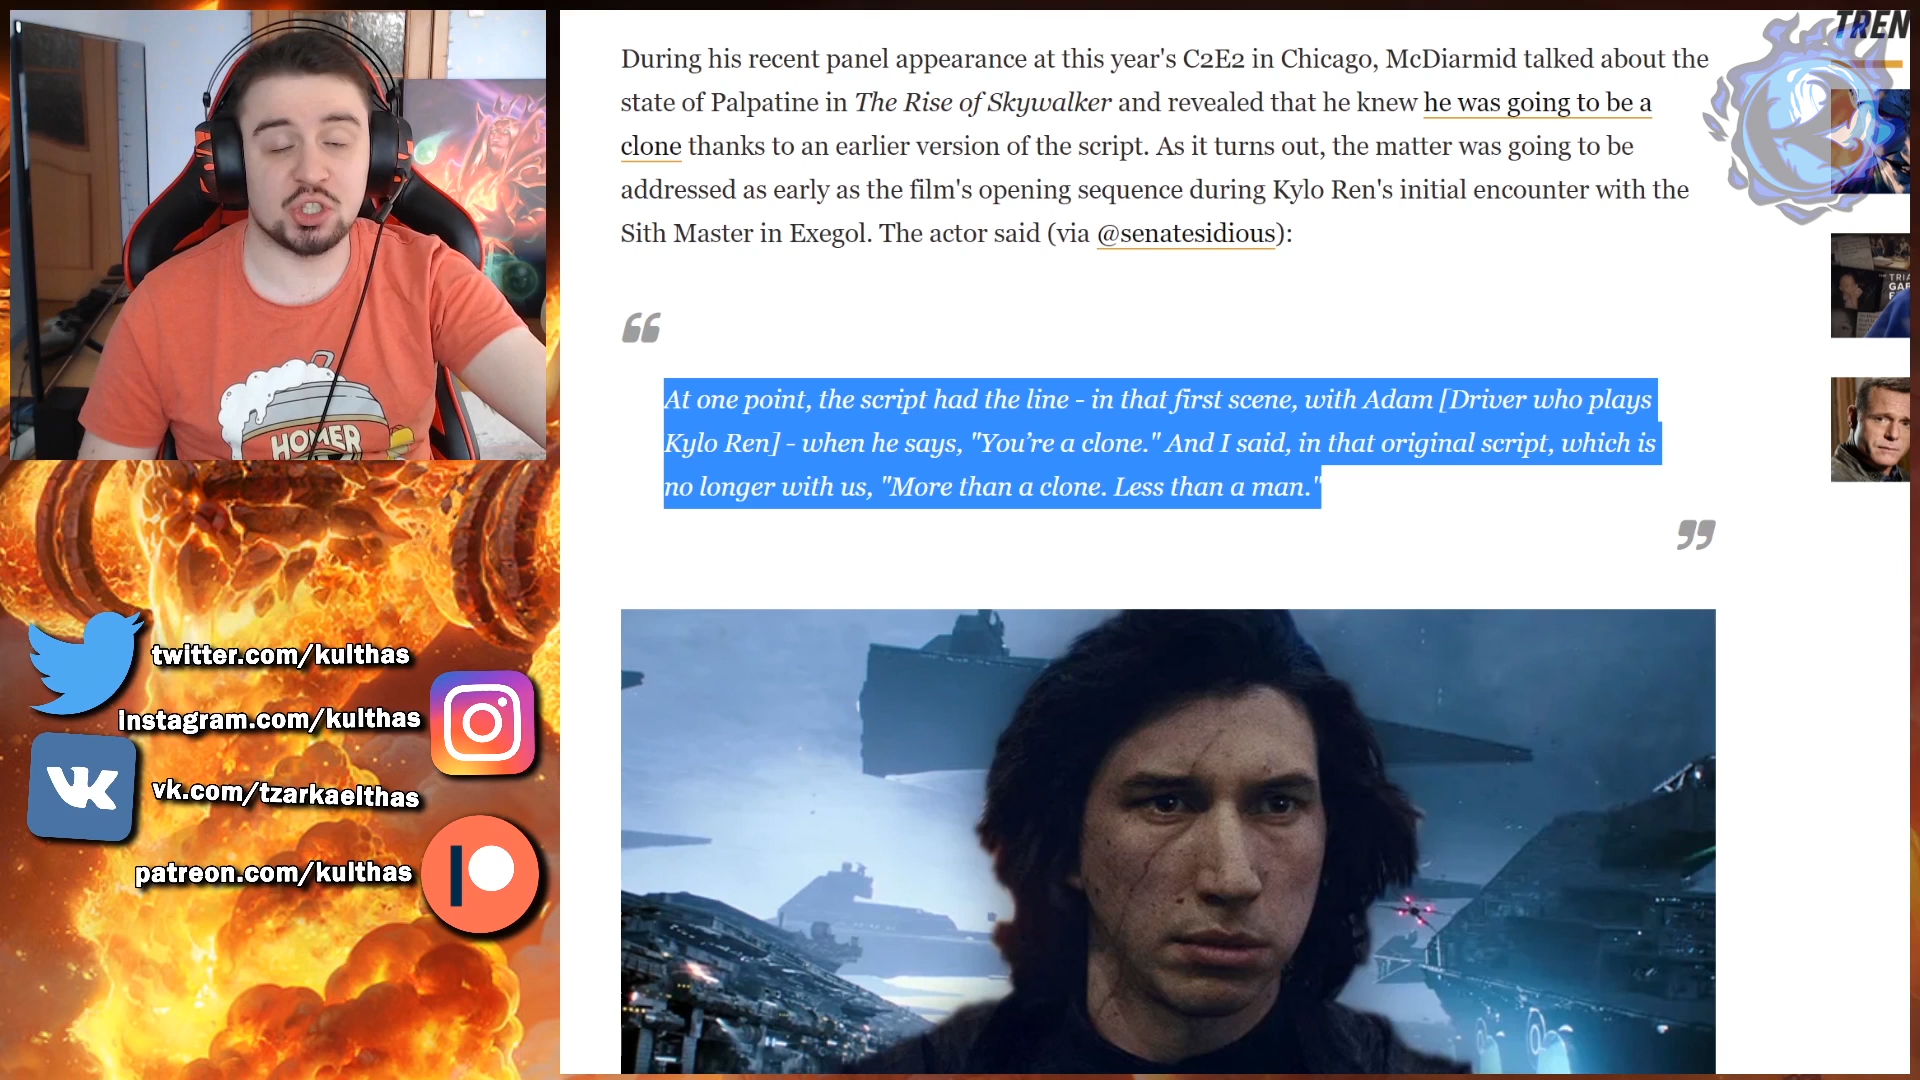 HOMER
twitter.com/kulthas
instagram.com/kulthas
vk.com/tzarkaelthas
patreon.com/kulthas
During his recent panel appearance at this year's C2E2 in Chicago, McDiarmid talked about the
state of Palpatine in The Rise of Skywalker and revealed that he knew he was going to be a
clone thanks to an earlier version of the script. As it turns out, the matter was going to be
addressed as early as the film's opening sequence during Kylo Ren's initial encounter with the
Sith Master in Exegol. The actor said (via @senatesidious):
“
At one point, the script had the line - in that first scene, with Adam [Driver who plays
Kylo Ren] - when he says, "You’re a clone." And I said, in that original script, which is
no longer with us, "More than a clone. Less than a man."
”
TREN
THE TRIA
GAB
F